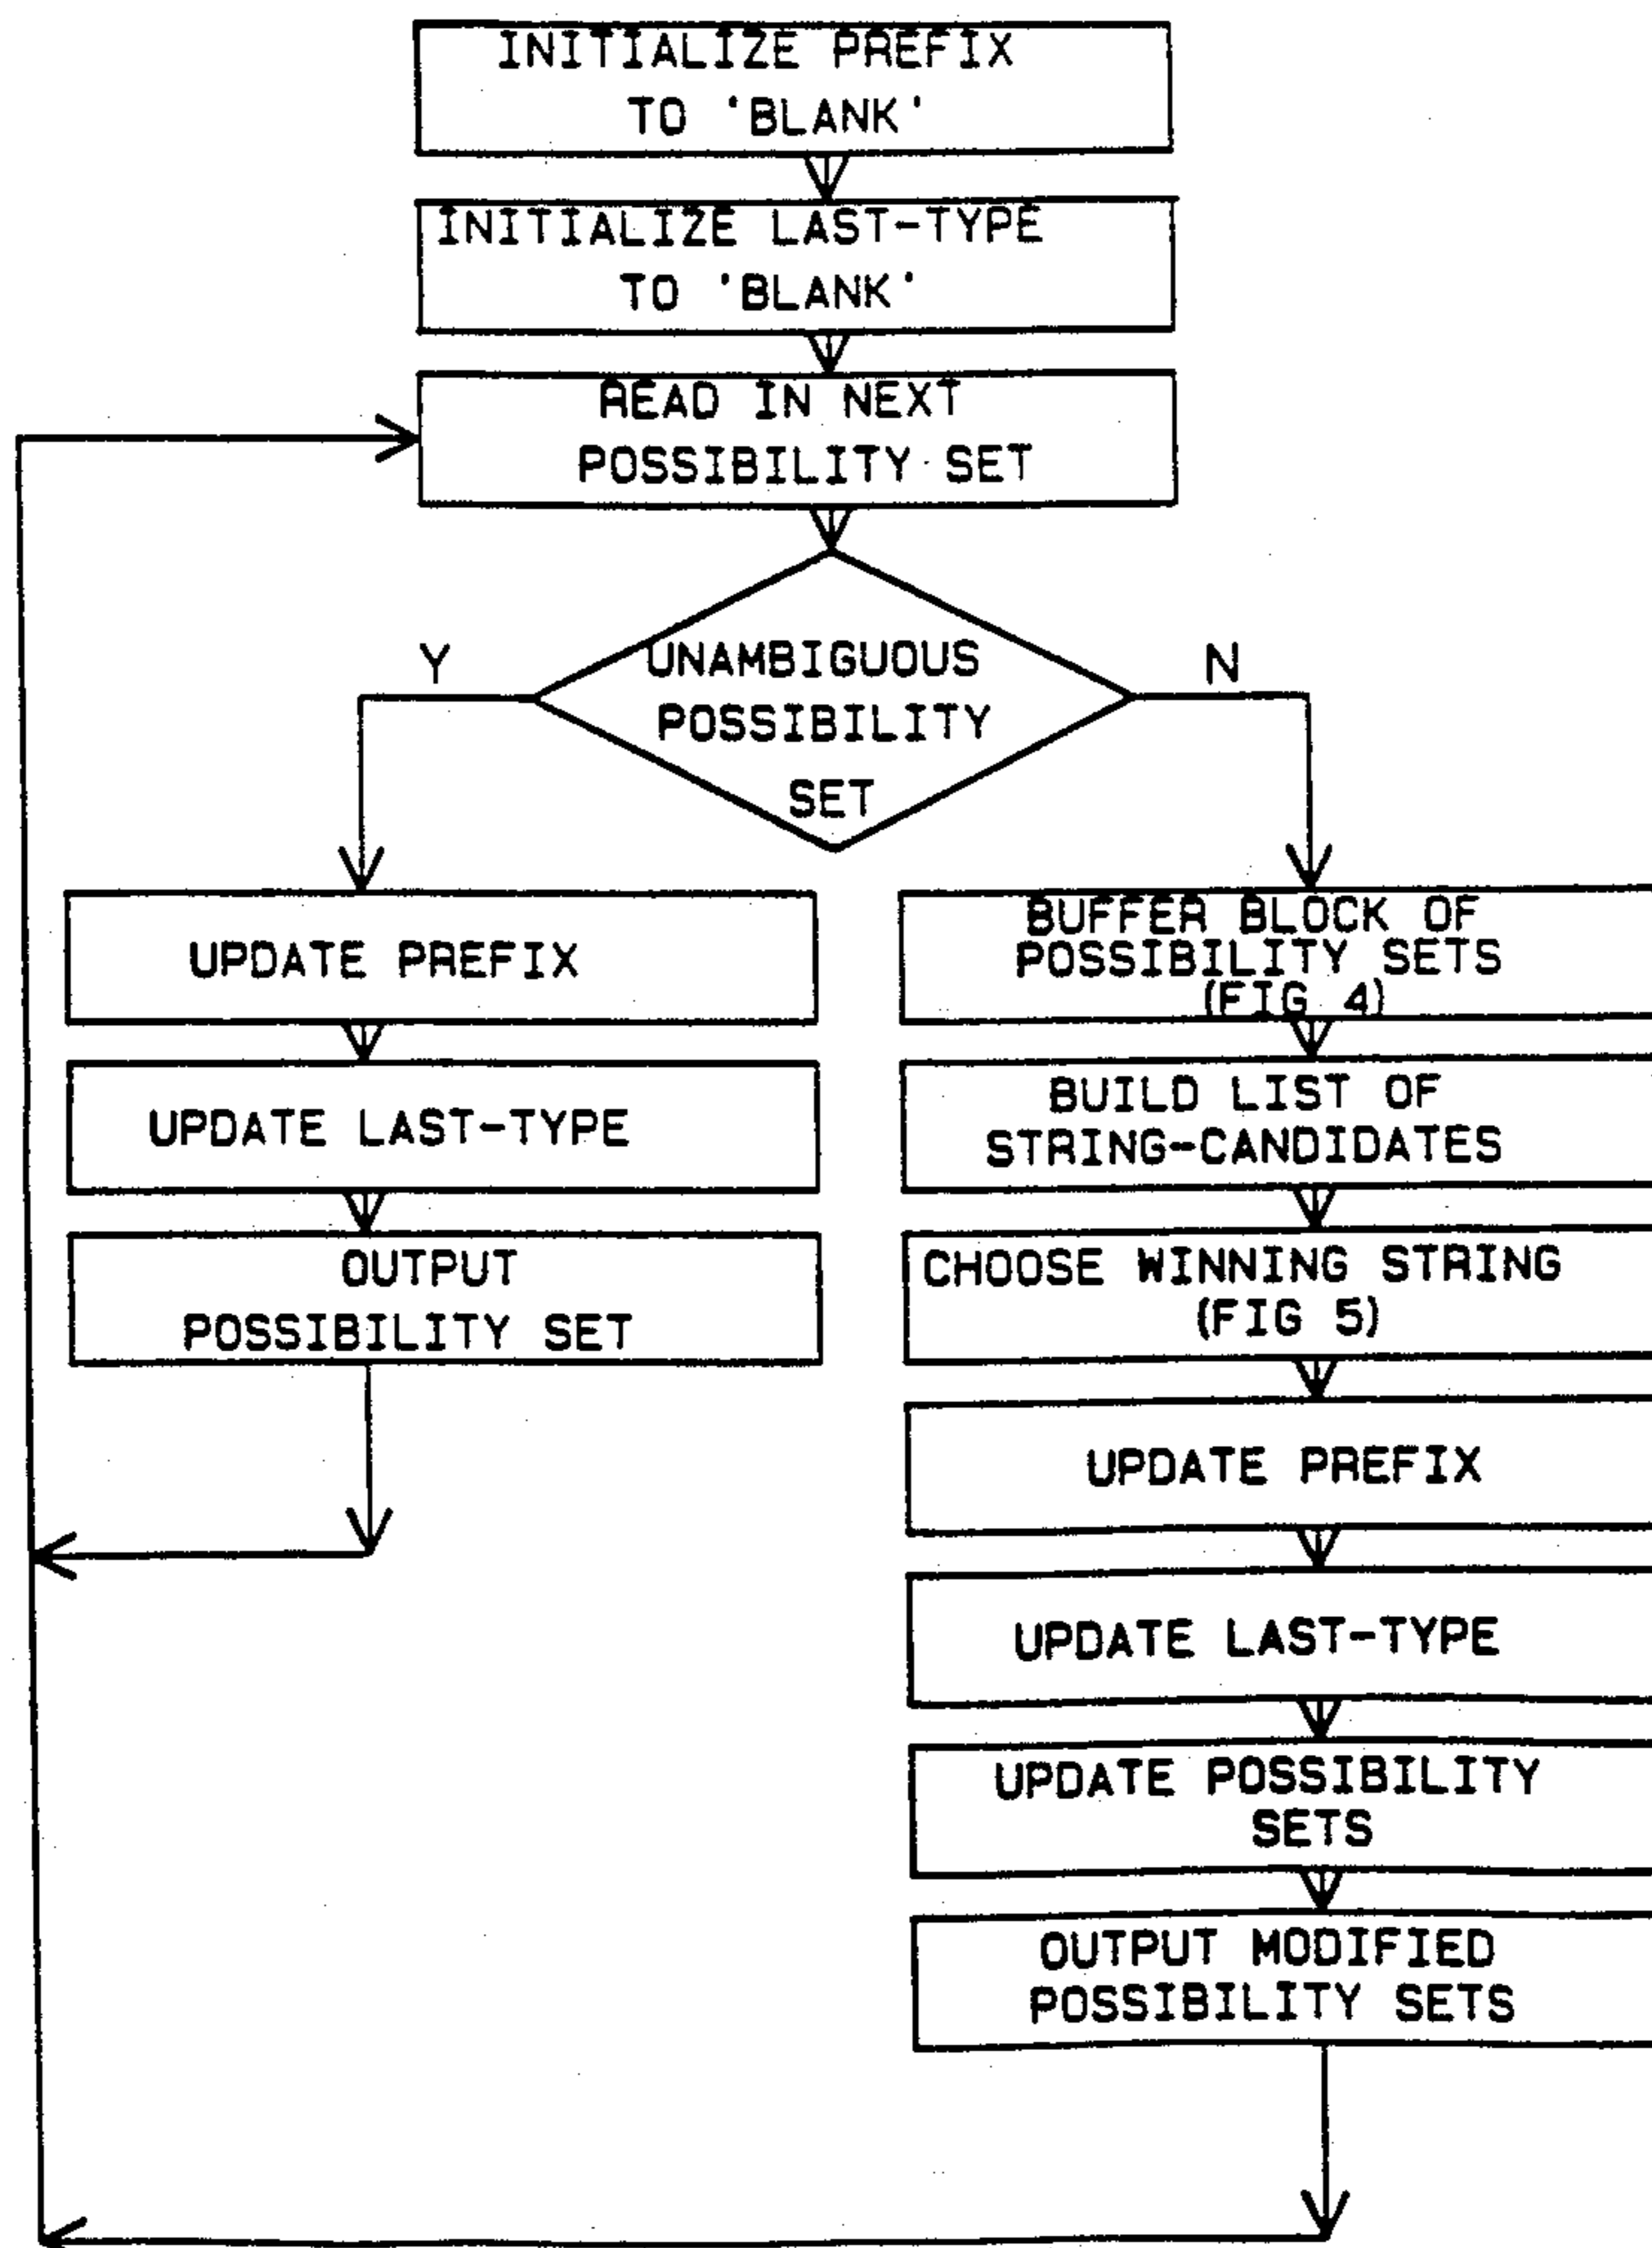 INITIALIZE PREFIX
TO 'BLANK'
INITIALIZE LAST-TYPE
TO 'BLANK'
READ IN NEXT
POSSIBILITY SET
UNAMBIGUOUS
POSSIBILITY
SET
Y
N
UPDATE PREFIX
UPDATE LAST-TYPE
OUTPUT
POSSIBILITY SET
BUFFER BLOCK OF
POSSIBILITY SETS
(FIG 4)
BUILD LIST OF
STRING-CANDIDATES
CHOOSE WINNING STRING
(FIG 5)
UPDATE PREFIX
UPDATE LAST-TYPE
UPDATE POSSIBILITY
SETS
OUTPUT MODIFIED
POSSIBILITY SETS